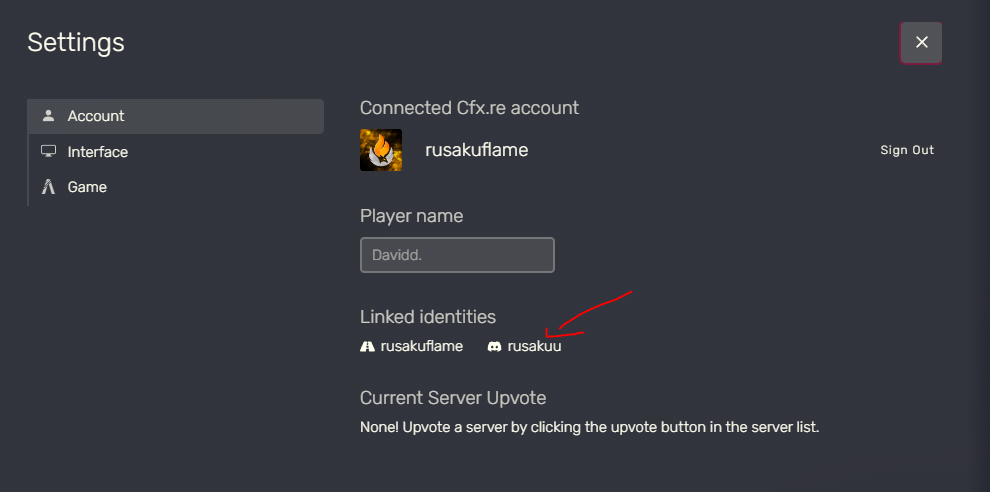 Settings
Account
Interface
Game
Connected Cfx.re account
rusakuflame
Sign Out
Player name
Davidd.
Linked identities
rusakuflame rusakuu
Current Server Upvote
None! Upvote a server by clicking the upvote button in the server list.